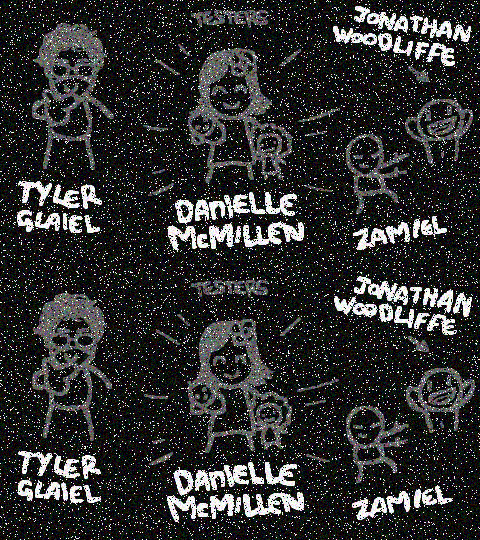 TESTERS
JONATHAN
WOODLIFFE
TYLER
GLAIEL
DANIELLE
McMILLEN
ZAMIEL
TESTERS
JONATHAN
WOODLIFFE
TYLER
GLAIEL
DANIELLE
McMILLEN
ZAMIEL